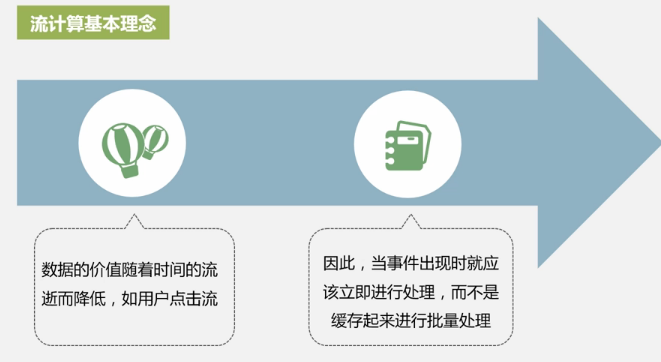 流计算基本理念
数据的价值随着时间的流
逝而降低，如用户点击流
因此，当事件出现时就应
该立即进行处理，而不是
缓存起来进行批量处理